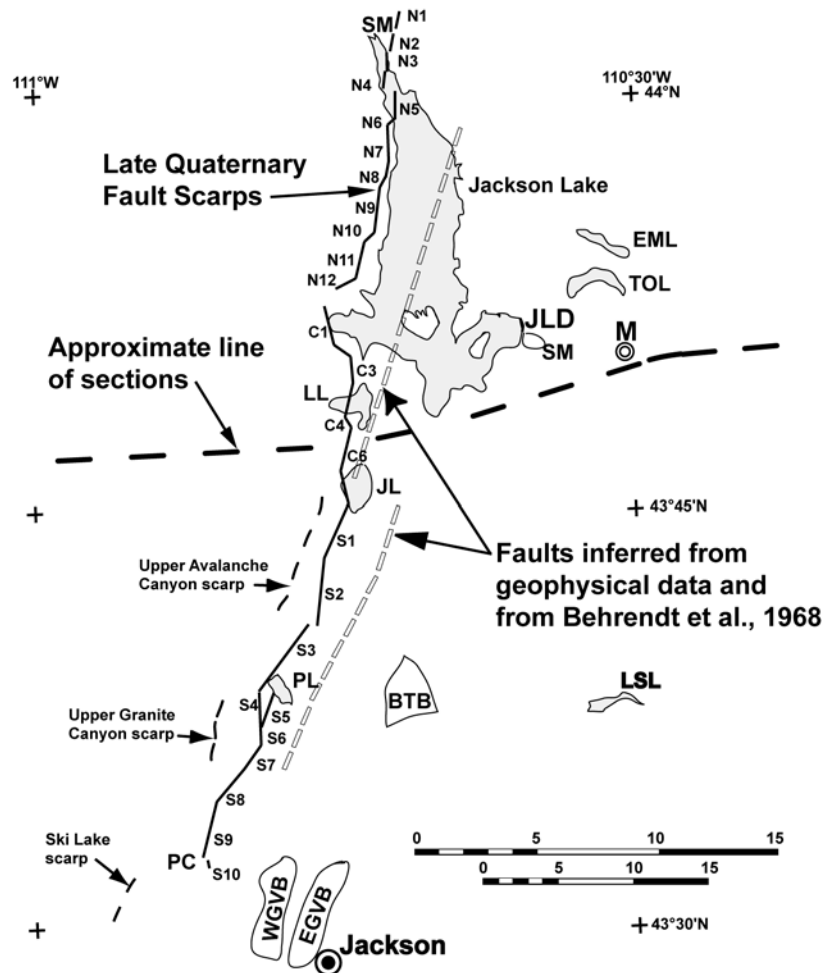 SM
N1
N2
N3
111°W
110°30'W
N4
44°N
N5
N6
Late Quaternary
Fault Scarps
N7
N8
Jackson Lake
N9
N10
EML
N11
TOL
N12
JLD
C1
M
SM
Approximate line
of sections
C3
LL
C4
C6
JL
43°45'N
S1
Upper Avalanche
Canyon scarp
Faults inferred from
geophysical data and
from Behrendt et al., 1968
S2
S3
PL
LSL
S4
BTB
Upper Granite
Canyon scarp
S5
S6
S7
S8
0 5 10 15
Ski Lake
scarp
S9
PC
0 5 10 15
S10
WGVB
EGVB
43°30'N
Jackson